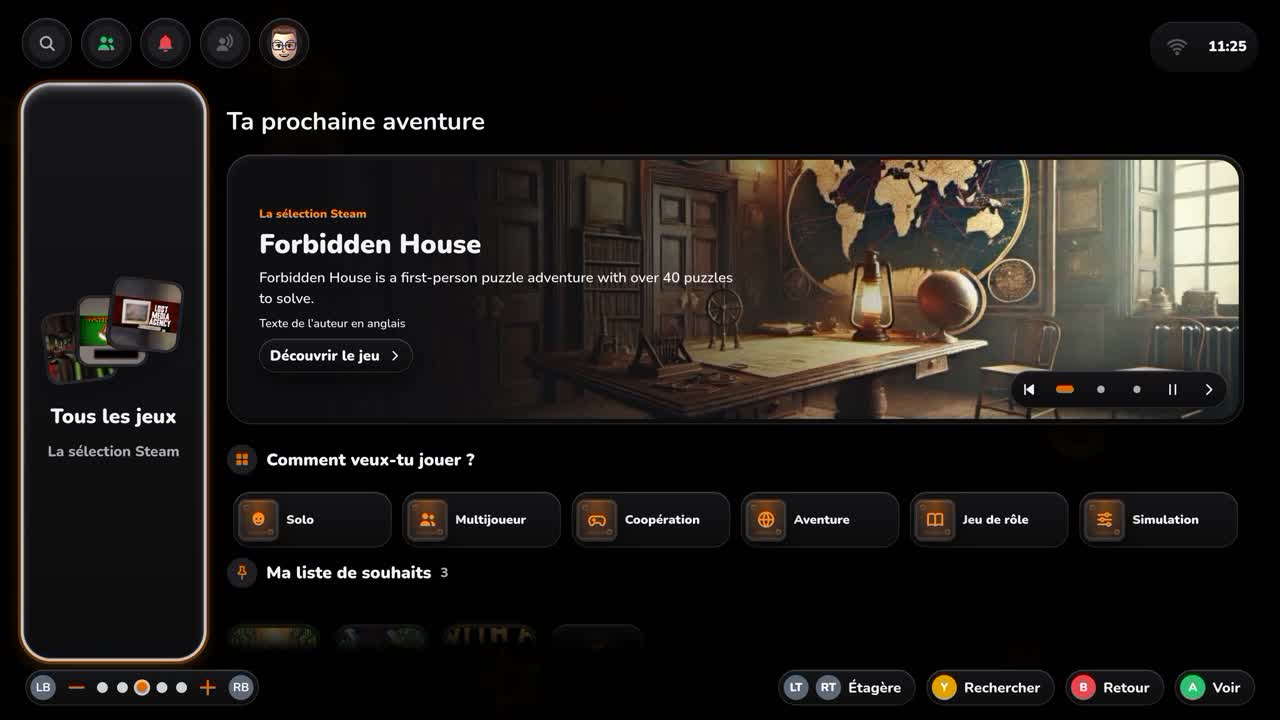 11:25
Ta prochaine aventure
La sélection Steam
Forbidden House
Forbidden House is a first-person puzzle adventure with over 40 puzzles
to solve.
Texte de l'auteur en anglais
Découvrir le jeu
LOST
MEDIA
AGENCY
Tous les jeux
La sélection Steam
Comment veux-tu jouer ?
Solo
Multijoueur
Coopération
Aventure
Jeu de rôle
Simulation
Ma liste de souhaits 3
LB
RB
LT RT Étagère
Y Rechercher
B Retour
A Voir